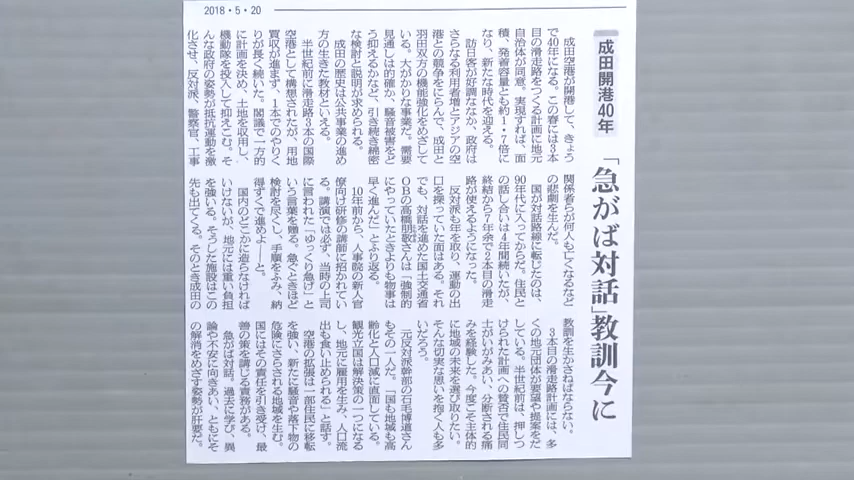 2018・5・20
成田開港40年
「急がば対話」教訓今に
成田空港が開港して、きょう
で40年になる。この春には3本
目の滑走路をつくる計画に地元
自治体が同意。実現すれば、面
積、発着容量とも約1・7倍に
なり、新たな時代を迎える。
訪日客が好調ななか、政府は
さらなる利用者増とアジアの空
港との競争をにらんで、成田と
羽田双方の機能強化をめざして
いる。大がかりな事業だ。需要
見通しは的確か、騒音被害をど
う抑えるかなど、引き続き綿密
な検討と説明が求められる。
成田の歴史は公共事業の進め
方の生きた教材といえる。
半世紀前に滑走路3本の国際
空港として構想されたが、用地
買収が進まず、1本でのやりく
りが長く続いた。閣議で一方的
に計画を決め、土地を収用し、
機動隊を投入して抑えこむ。そ
んな政府の姿勢が抵抗運動を激
化させ、反対派、警察官、工事
関係者らが何人も亡くなるなど
の悲劇を生んだ。
国が対話路線に転じたのは、
90年代に入ってからだ。住民と
の話し合いは4年間続いたが、
終結から7年余で2本目の滑走
路が使えるようになった。
反対派も年を取り、運動の出
口を探っていた面はある。それ
でも、対話を進めた国土交通省
OBの高橋朋敬さんは「強制的
にやっていたときよりも物事は
早く進んだ」とふり返る。
10年前から、人事院の新人官
僚向け研修の講師に招かれてい
る。講演では必ず、当時の上司
に言われた「ゆっくり急げ」と
いう言葉を贈る。急ぐときほど
検討を尽くし、手順をふみ、納
得ずくで進めよ――と。
国内のどこかに造らなければ
いけないが、地元には重い負担
を強いる。そうした施設はこの
先も出てくる。そのとき成田の
教訓を生かさねばならない。
3本目の滑走路計画には、多
くの地元団体が要望や提案をだ
している。半世紀前は、押しつ
けられた計画への賛否で住民同
士がいがみあい、分断される痛
みを経験した。今度こそ主体的
に地域の未来を選び取りたい。
そんな切実な思いを抱く人も多
いだろう。
元反対派幹部の石毛博道さん
もその一人だ。「国も地域も高
齢化と人口減に直面している。
観光立国は解決策の一つになる
し、地元に雇用を生み、人口流
出も食い止められる」と話す。
空港の拡張は一部住民に移転
を強い、新たに騒音や落下物の
危険にさらされる地域を生む。
国にはその責任を引き受け、最
善の策を講じる責務がある。
急がば対話。過去に学び、異
論や不安に向きあい、ともにそ
の解消をめざす姿勢が肝要だ。